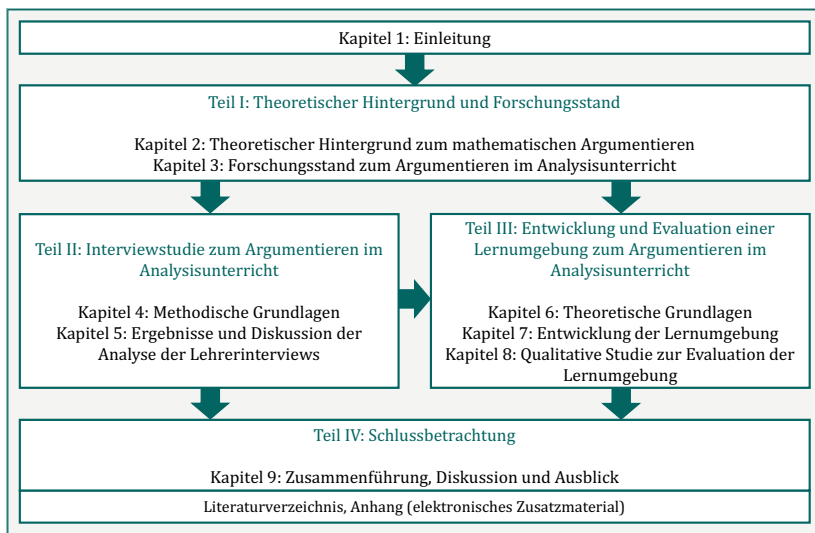 Kapitel 1: Einleitung
Teil I: Theoretischer Hintergrund und Forschungsstand
Kapitel 2: Theoretischer Hintergrund zum mathematischen Argumentieren
Kapitel 3: Forschungsstand zum Argumentieren im Analysisunterricht
Teil II: Interviewstudie zum Argumentieren im
Analysisunterricht
Kapitel 4: Methodische Grundlagen
Kapitel 5: Ergebnisse und Diskussion der
Analyse der Lehrerinterviews
Teil III: Entwicklung und Evaluation einer
Lernumgebung zum Argumentieren im
Analysisunterricht
Kapitel 6: Theoretische Grundlagen
Kapitel 7: Entwicklung der Lernumgebung
Kapitel 8: Qualitative Studie zur Evaluation der
Lernumgebung
Teil IV: Schlussbetrachtung
Kapitel 9: Zusammenführung, Diskussion und Ausblick
Literaturverzeichnis, Anhang (elektronisches Zusatzmaterial)